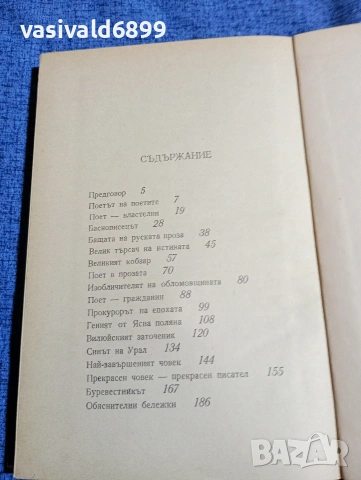 vasivald6899
СЪДЪРЖАНИЕ
Предговор 5
Поетът на поетите 7
Поет — властелин 19
Баснописецът 28
Бащата на руската проза 38
Велик търсач на истината 45
Великият кобзар 57
Поет в прозата 70
Изобличителят на обломовщината 80
Поет — гражданин 88
Прокурорът на епохата 99
Геният от Ясна поляна 108
Вилюйският заточеник 120
Синът на Урал 134
Най-завършеният човек 144
Прекрасен човек — прекрасен писател 155
Буревестникът 167
Обяснителни бележки 186
BAZAR